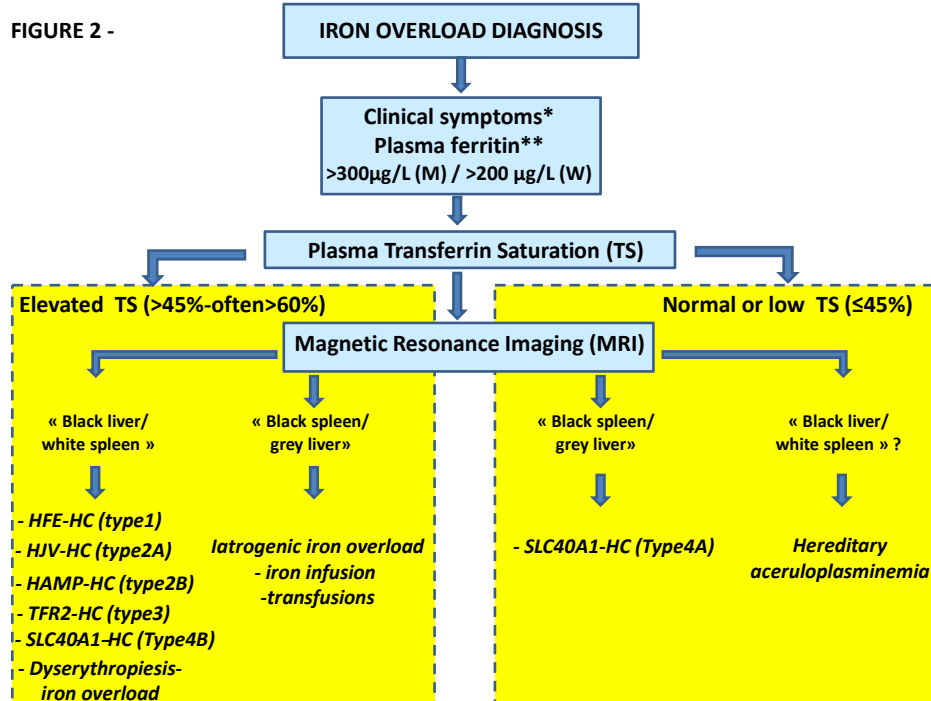 FIGURE 2 -
IRON OVERLOAD DIAGNOSIS
Clinical symptoms*
Plasma ferritin**
>300µg/L (M) / >200 µg/L (W)
Plasma Transferrin Saturation (TS)
Elevated TS (>45%-often>60%)
Normal or low TS (≤45%)
Magnetic Resonance Imaging (MRI)
« Black liver/
white spleen »
« Black spleen/
grey liver»
« Black spleen/
grey liver»
« Black liver/
white spleen » ?
- HFE-HC (type1)
- HJV-HC (type2A)
- HAMP-HC (type2B)
- TFR2-HC (type3)
- SLC40A1-HC (Type4B)
- Dyserythropiesis-
iron overload
Iatrogenic iron overload
- iron infusion
-transfusions
- SLC40A1-HC (Type4A)
Hereditary
aceruloplasminemia